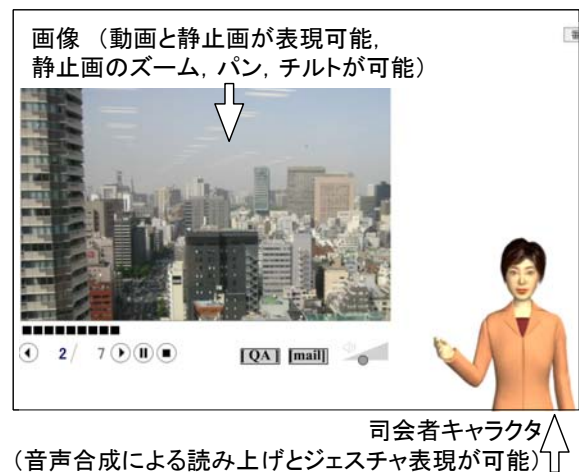 画像 (動画と静止画が表現可能,
静止画のズーム, パン, チルトが可能)
2/ 7
[QA] [mail]
司会者キャラクタ
(音声合成による読み上げとジェスチャ表現が可能)